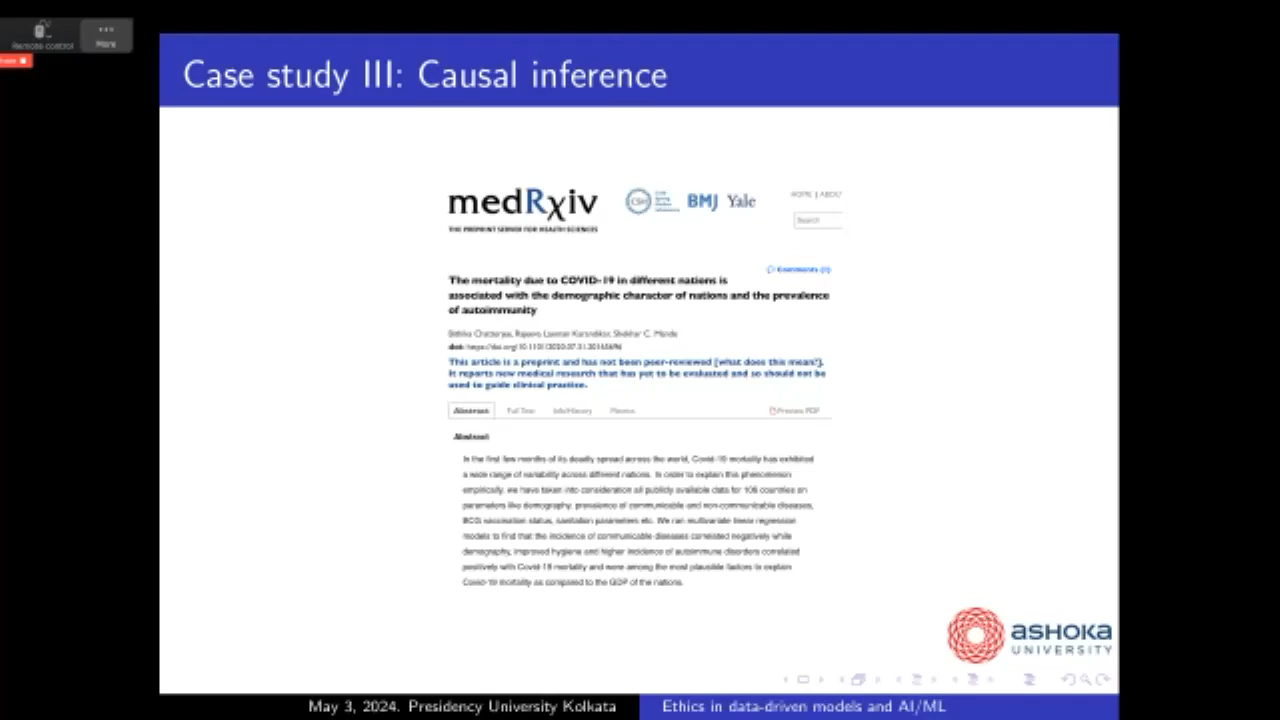 Remote control
More
Case study III: Causal inference
medRxiv
BMJ Yale
HOME | ABOU
THE PREPRINT SERVER FOR HEALTH SCIENCES
Search
Comments (1)
The mortality due to COVID-19 in different nations is
associated with the demographic character of nations and the prevalence
of autoimmunity
Bithika Chatterjee, Rajeeva Laxman Karandikar, Shekhar C. Mande
doi:
This article is a preprint and has not been peer-reviewed [what does this mean?].
It reports new medical research that has yet to be evaluated and so should not be
used to guide clinical practice.
Abstract Full Text Info/History Metrics Preview PDF
Abstract
In the first few months of its deadly spread across the world, Covid-19 mortality has exhibited
a wide range of variability across different nations. In order to explain this phenomenon
empirically, we have taken into consideration all publicly available data for 106 countries on
parameters like demography, prevalence of communicable and non-communicable diseases,
BCG vaccination status, sanitation parameters etc. We ran multivariate linear regression
models to find that the incidence of communicable diseases correlated negatively while
demography, improved hygiene and higher incidence of autoimmune disorders correlated
positively with Covid-19 mortality and were among the most plausible factors to explain
Covid-19 mortality as compared to the GDP of the nations.
ASHOKA
UNIVERSITY
May 3, 2024. Presidency University Kolkata
Ethics in data-driven models and AI/ML